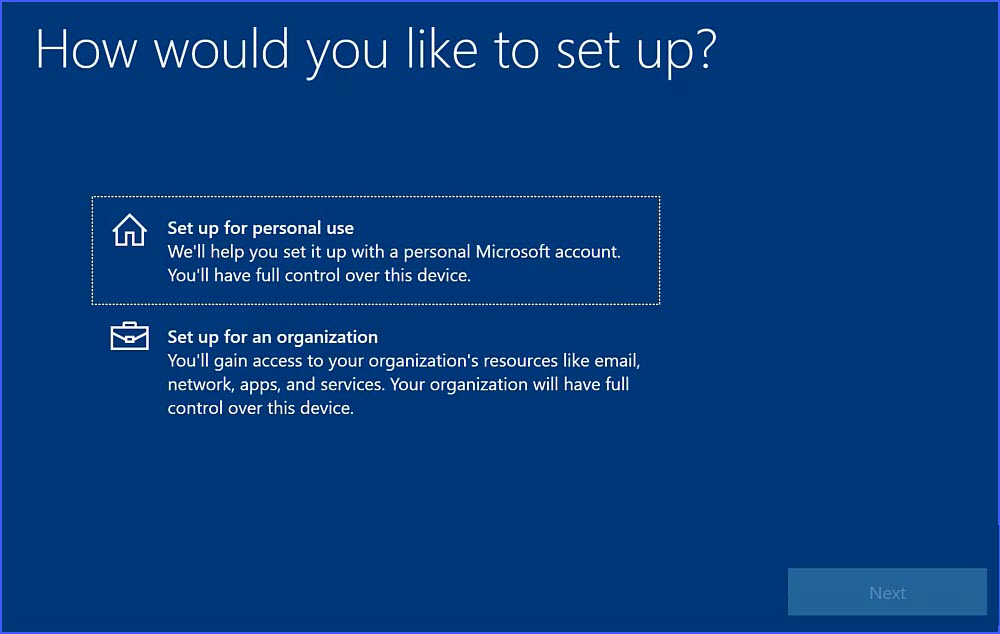 How would you like to set up?
Set up for personal use
We'll help you set it up with a personal Microsoft account.
You'll have full control over this device.
Set up for an organization
You'll gain access to your organization's resources like email,
network, apps, and services. Your organization will have full
control over this device.
Next